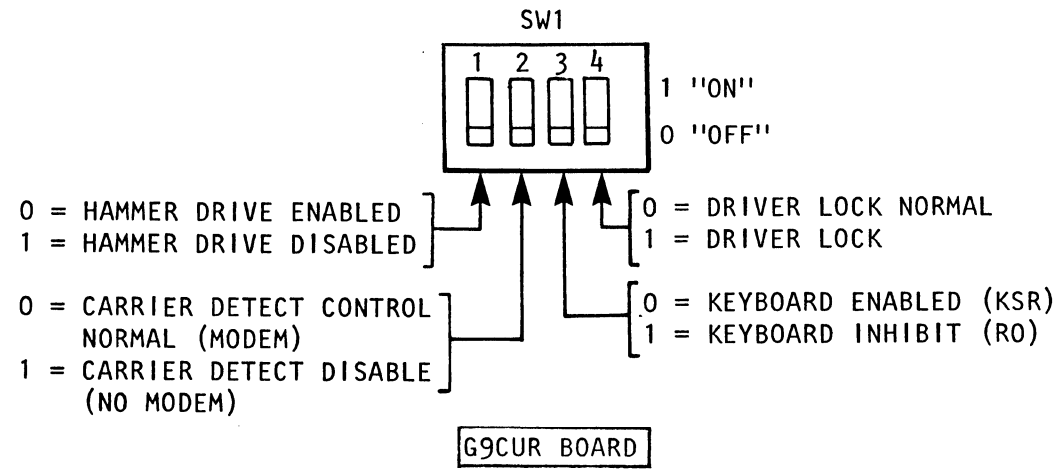 SW1
1 2 3 4
1 "ON"
0 "OFF"
0 = HAMMER DRIVE ENABLED
1 = HAMMER DRIVE DISABLED
0 = DRIVER LOCK NORMAL
1 = DRIVER LOCK
0 = CARRIER DETECT CONTROL
NORMAL (MODEM)
1 = CARRIER DETECT DISABLE
(NO MODEM)
0 = KEYBOARD ENABLED (KSR)
1 = KEYBOARD INHIBIT (RO)
G9CUR BOARD